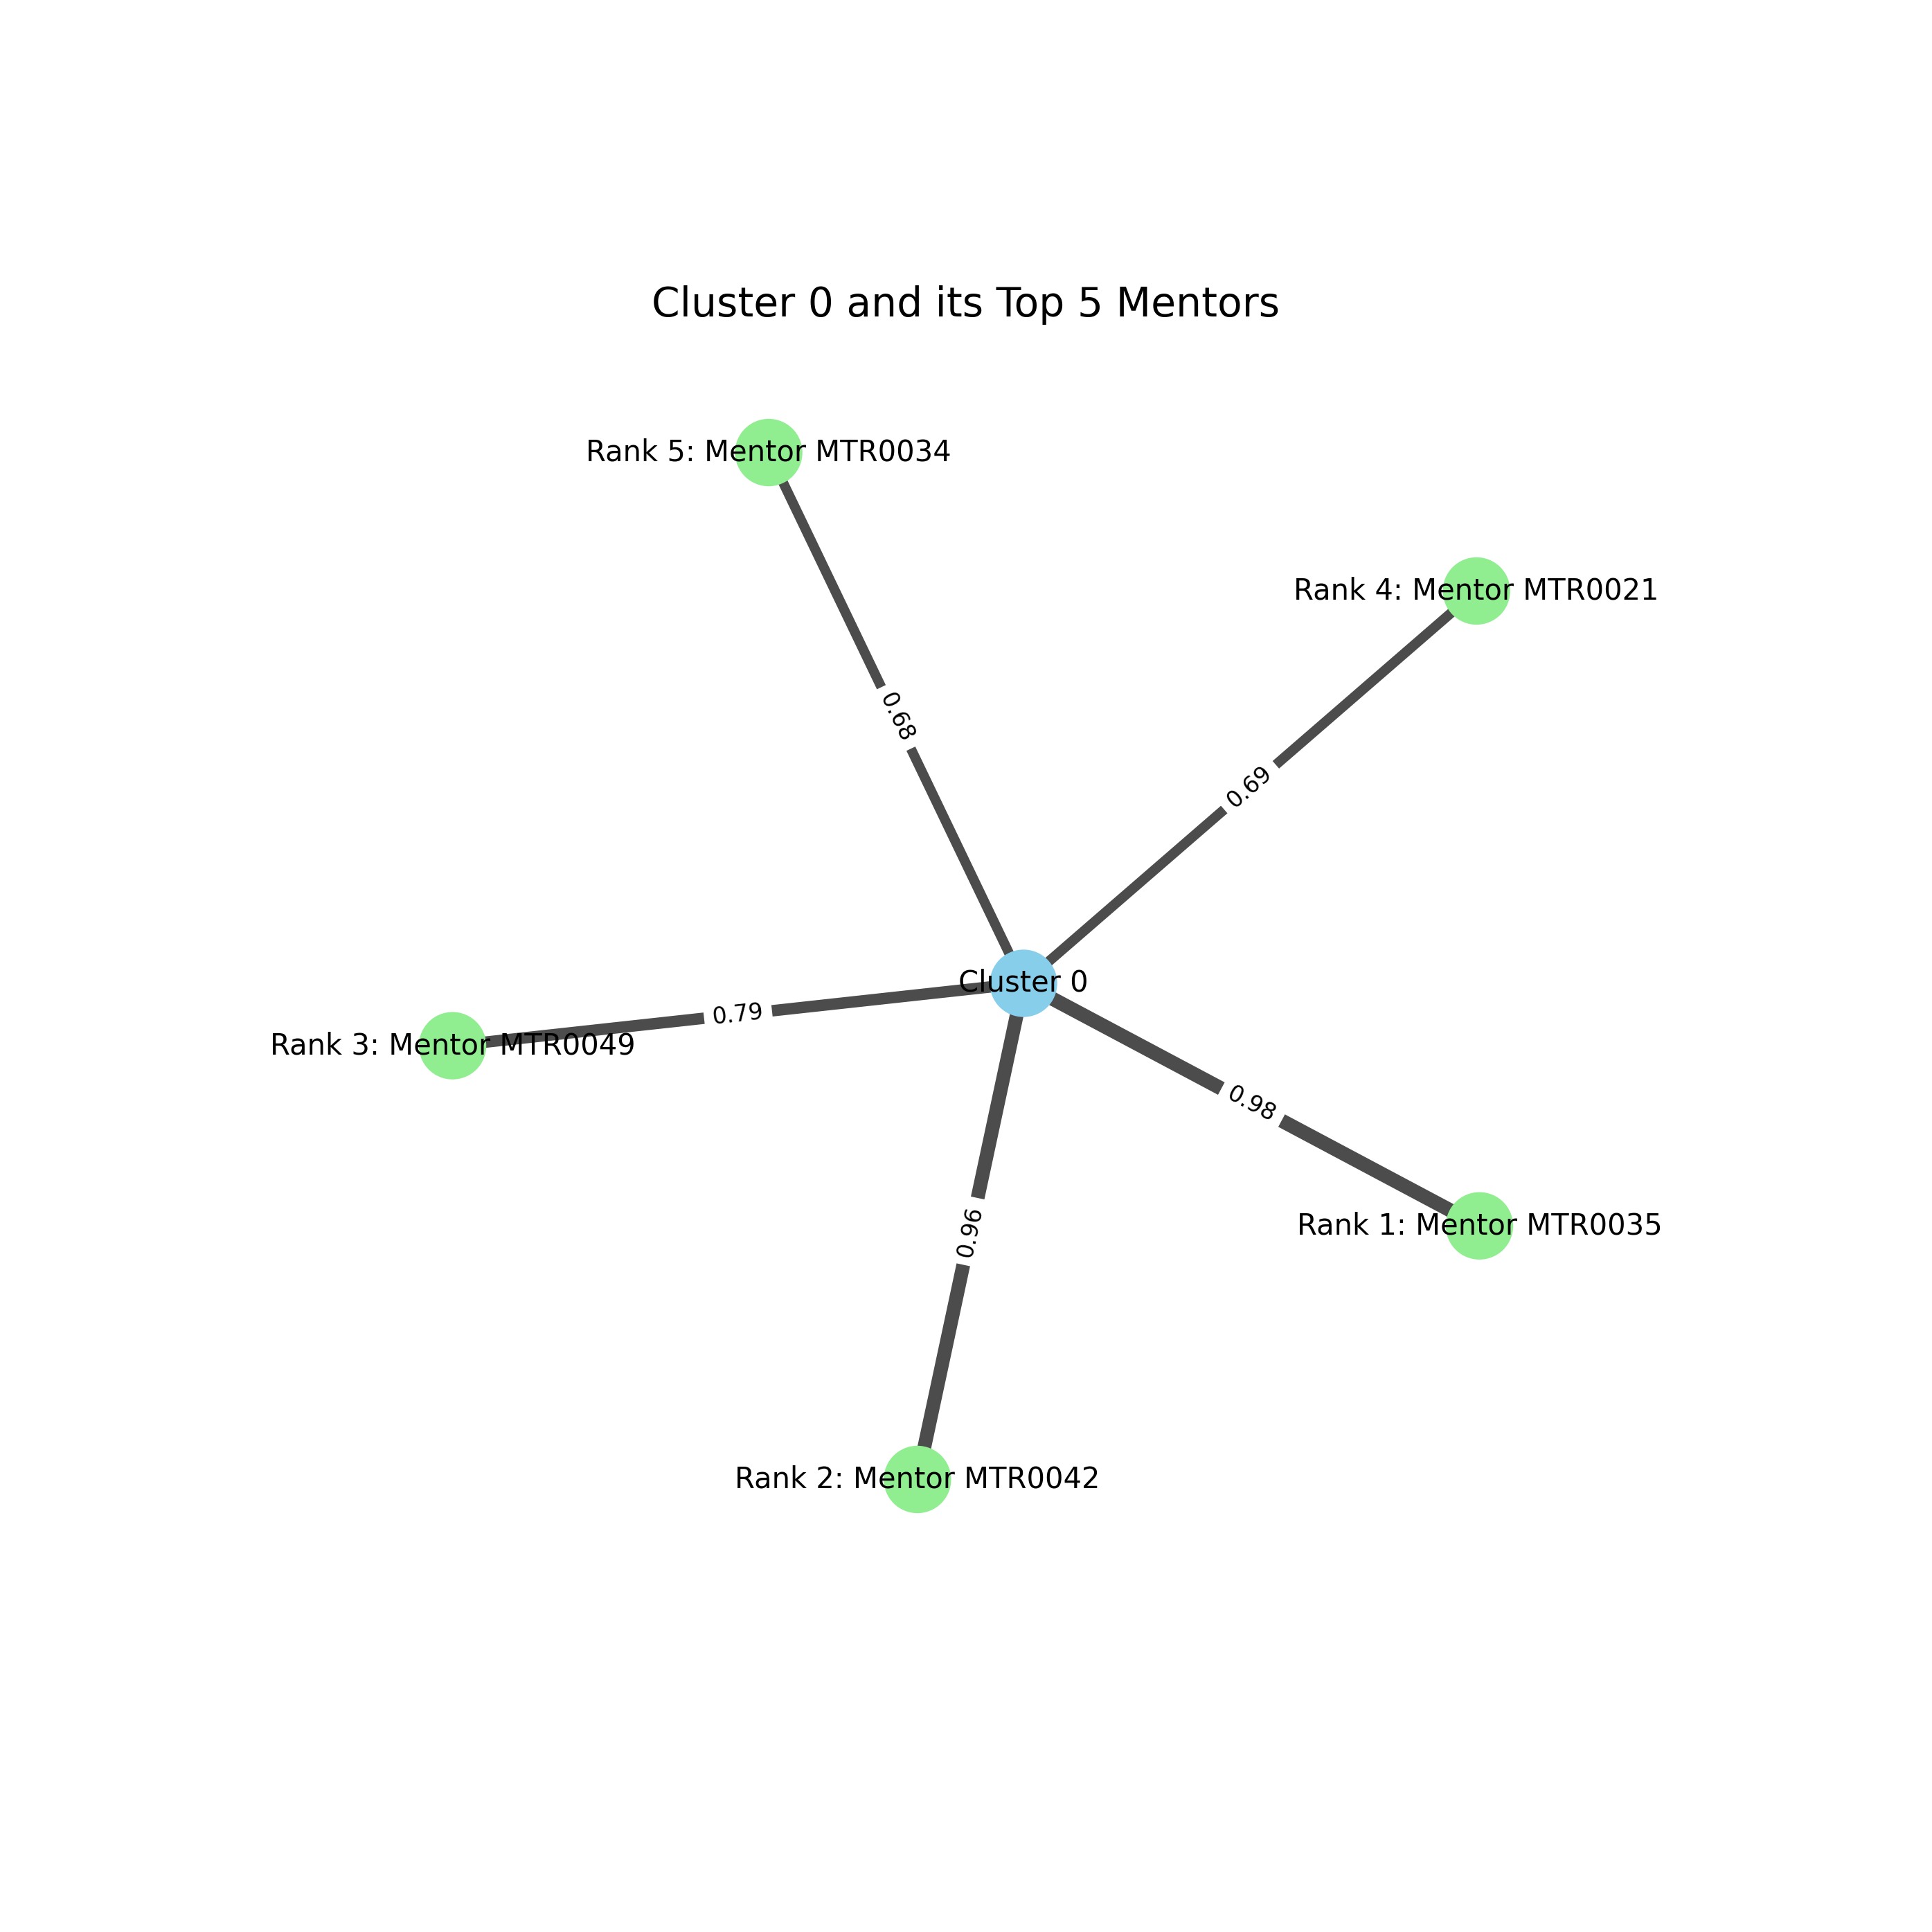 Cluster 0 and its Top 5 Mentors
Rank 5: Mentor MTR0034
Rank 4: Mentor MTR0021
0.68
0.69
Cluster 0
0.79
Rank 3: Mentor MTR0049
0.98
0.96
Rank 1: Mentor MTR0035
Rank 2: Mentor MTR0042